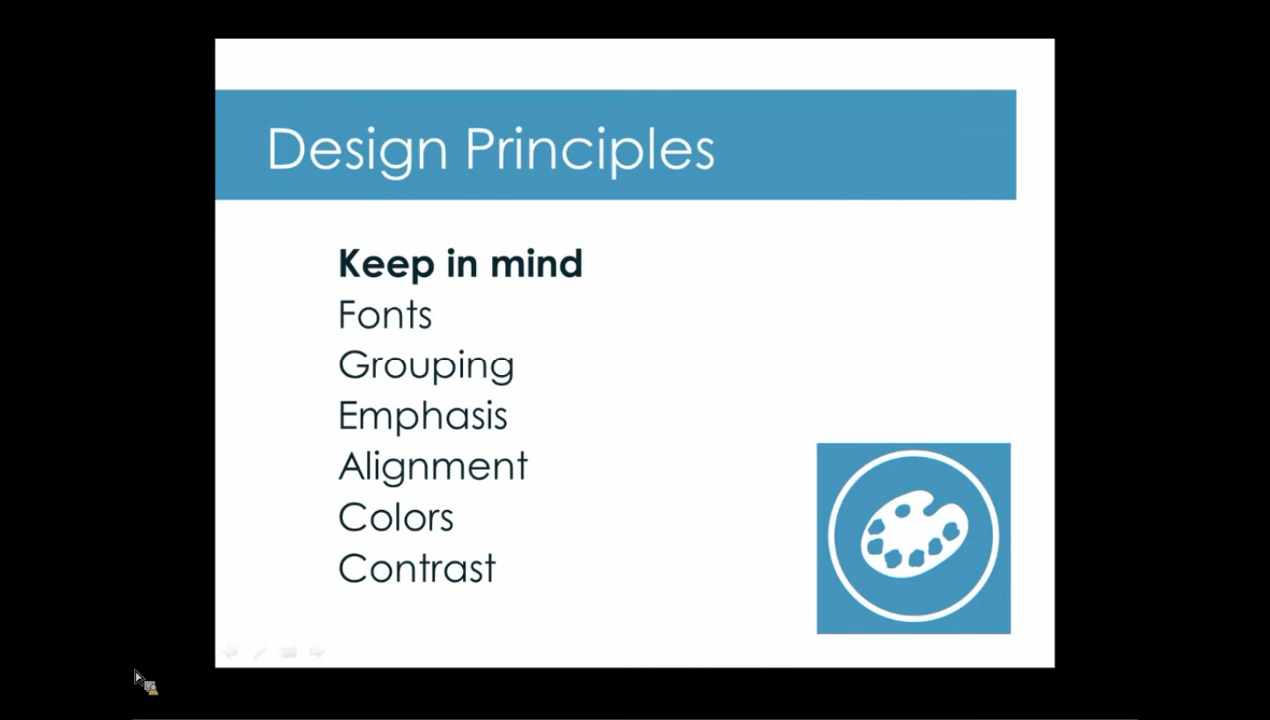 Design Principles
Keep in mind
Fonts
Grouping
Emphasis
Alignment
Colors
Contrast